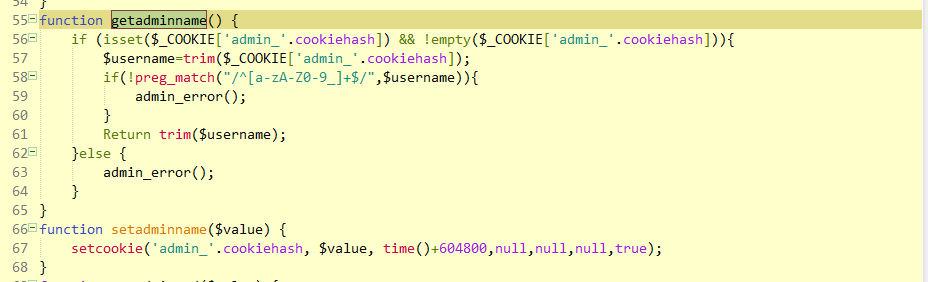 54 }
55 function getadminname() {
56 if (isset($_COOKIE['admin_'.cookiehash]) && !empty($_COOKIE['admin_'.cookiehash])){
57 $username=trim($_COOKIE['admin_'.cookiehash]);
58 if(!preg_match("/^[a-zA-Z0-9_]+$/",$username)){
59 admin_error();
60 }
61 Return trim($username);
62 }else {
63 admin_error();
64 }
65 }
66 function setadminname($value) {
67 setcookie('admin_'.cookiehash, $value, time()+604800,null,null,null,true);
68 }